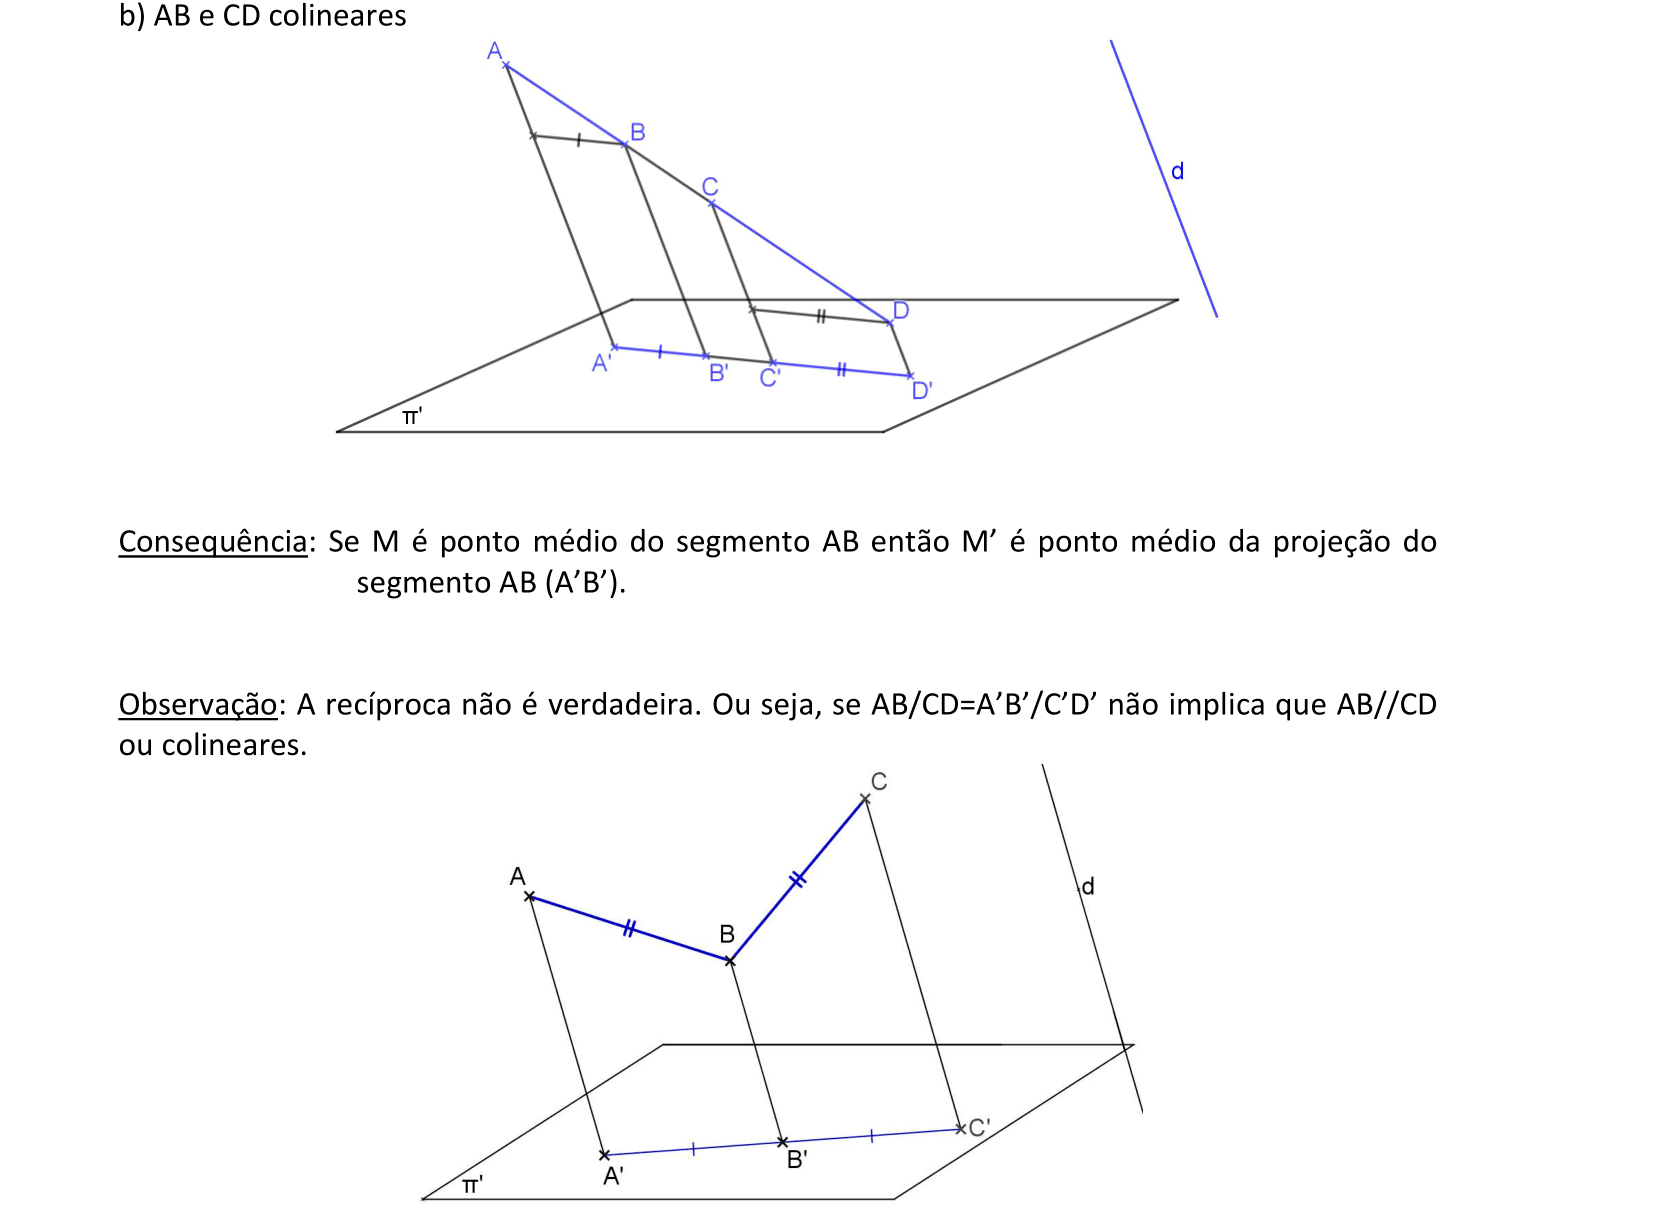 b) AB e CD colineares
A
B
d
C
D
A'
B'
C'
D'
π'
Consequência: Se M é ponto médio do segmento AB então M’ é ponto médio da projeção do
segmento AB (A’B’).
Observação: A recíproca não é verdadeira. Ou seja, se AB/CD=A’B’/C’D’ não implica que AB//CD
ou colineares.
C
A
d
B
C'
B'
A'
π'